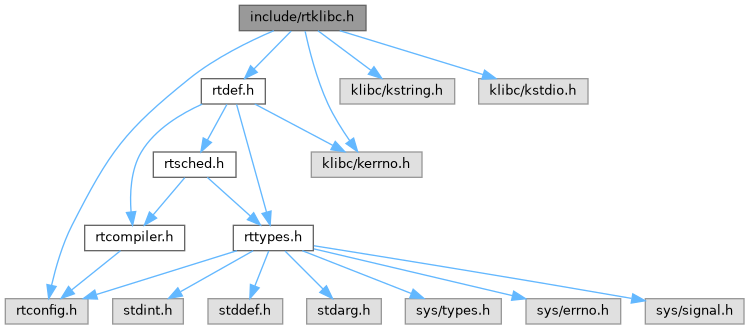 include/rtklibc.h
rtdef.h
klibc/kstring.h
klibc/kstdio.h
rtsched.h
klibc/kerrno.h
rtcompiler.h
rttypes.h
rtconfig.h
stdint.h
stddef.h
stdarg.h
sys/types.h
sys/errno.h
sys/signal.h